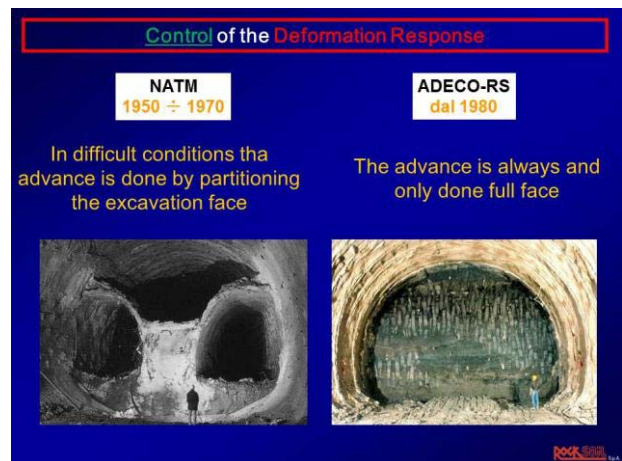 Control of the Deformation Response
NATM
1950 ÷ 1970
ADECO-RS
dal 1980
In difficult conditions tha
advance is done by partitioning
the excavation face
The advance is always and
only done full face
ROCKSOIL S.p.A.